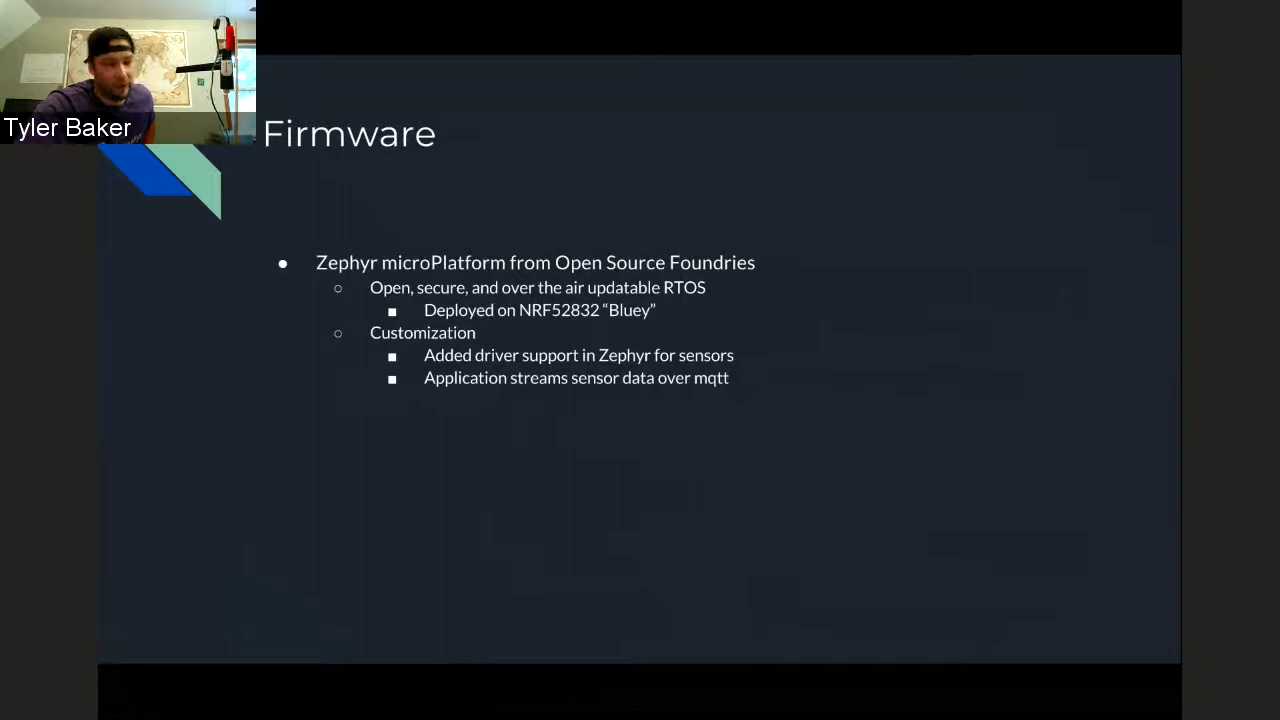 Tyler Baker
Firmware
● Zephyr microPlatform from Open Source Foundries
○ Open, secure, and over the air updatable RTOS
■ Deployed on NRF52832 “Bluey”
○ Customization
■ Added driver support in Zephyr for sensors
■ Application streams sensor data over mqtt